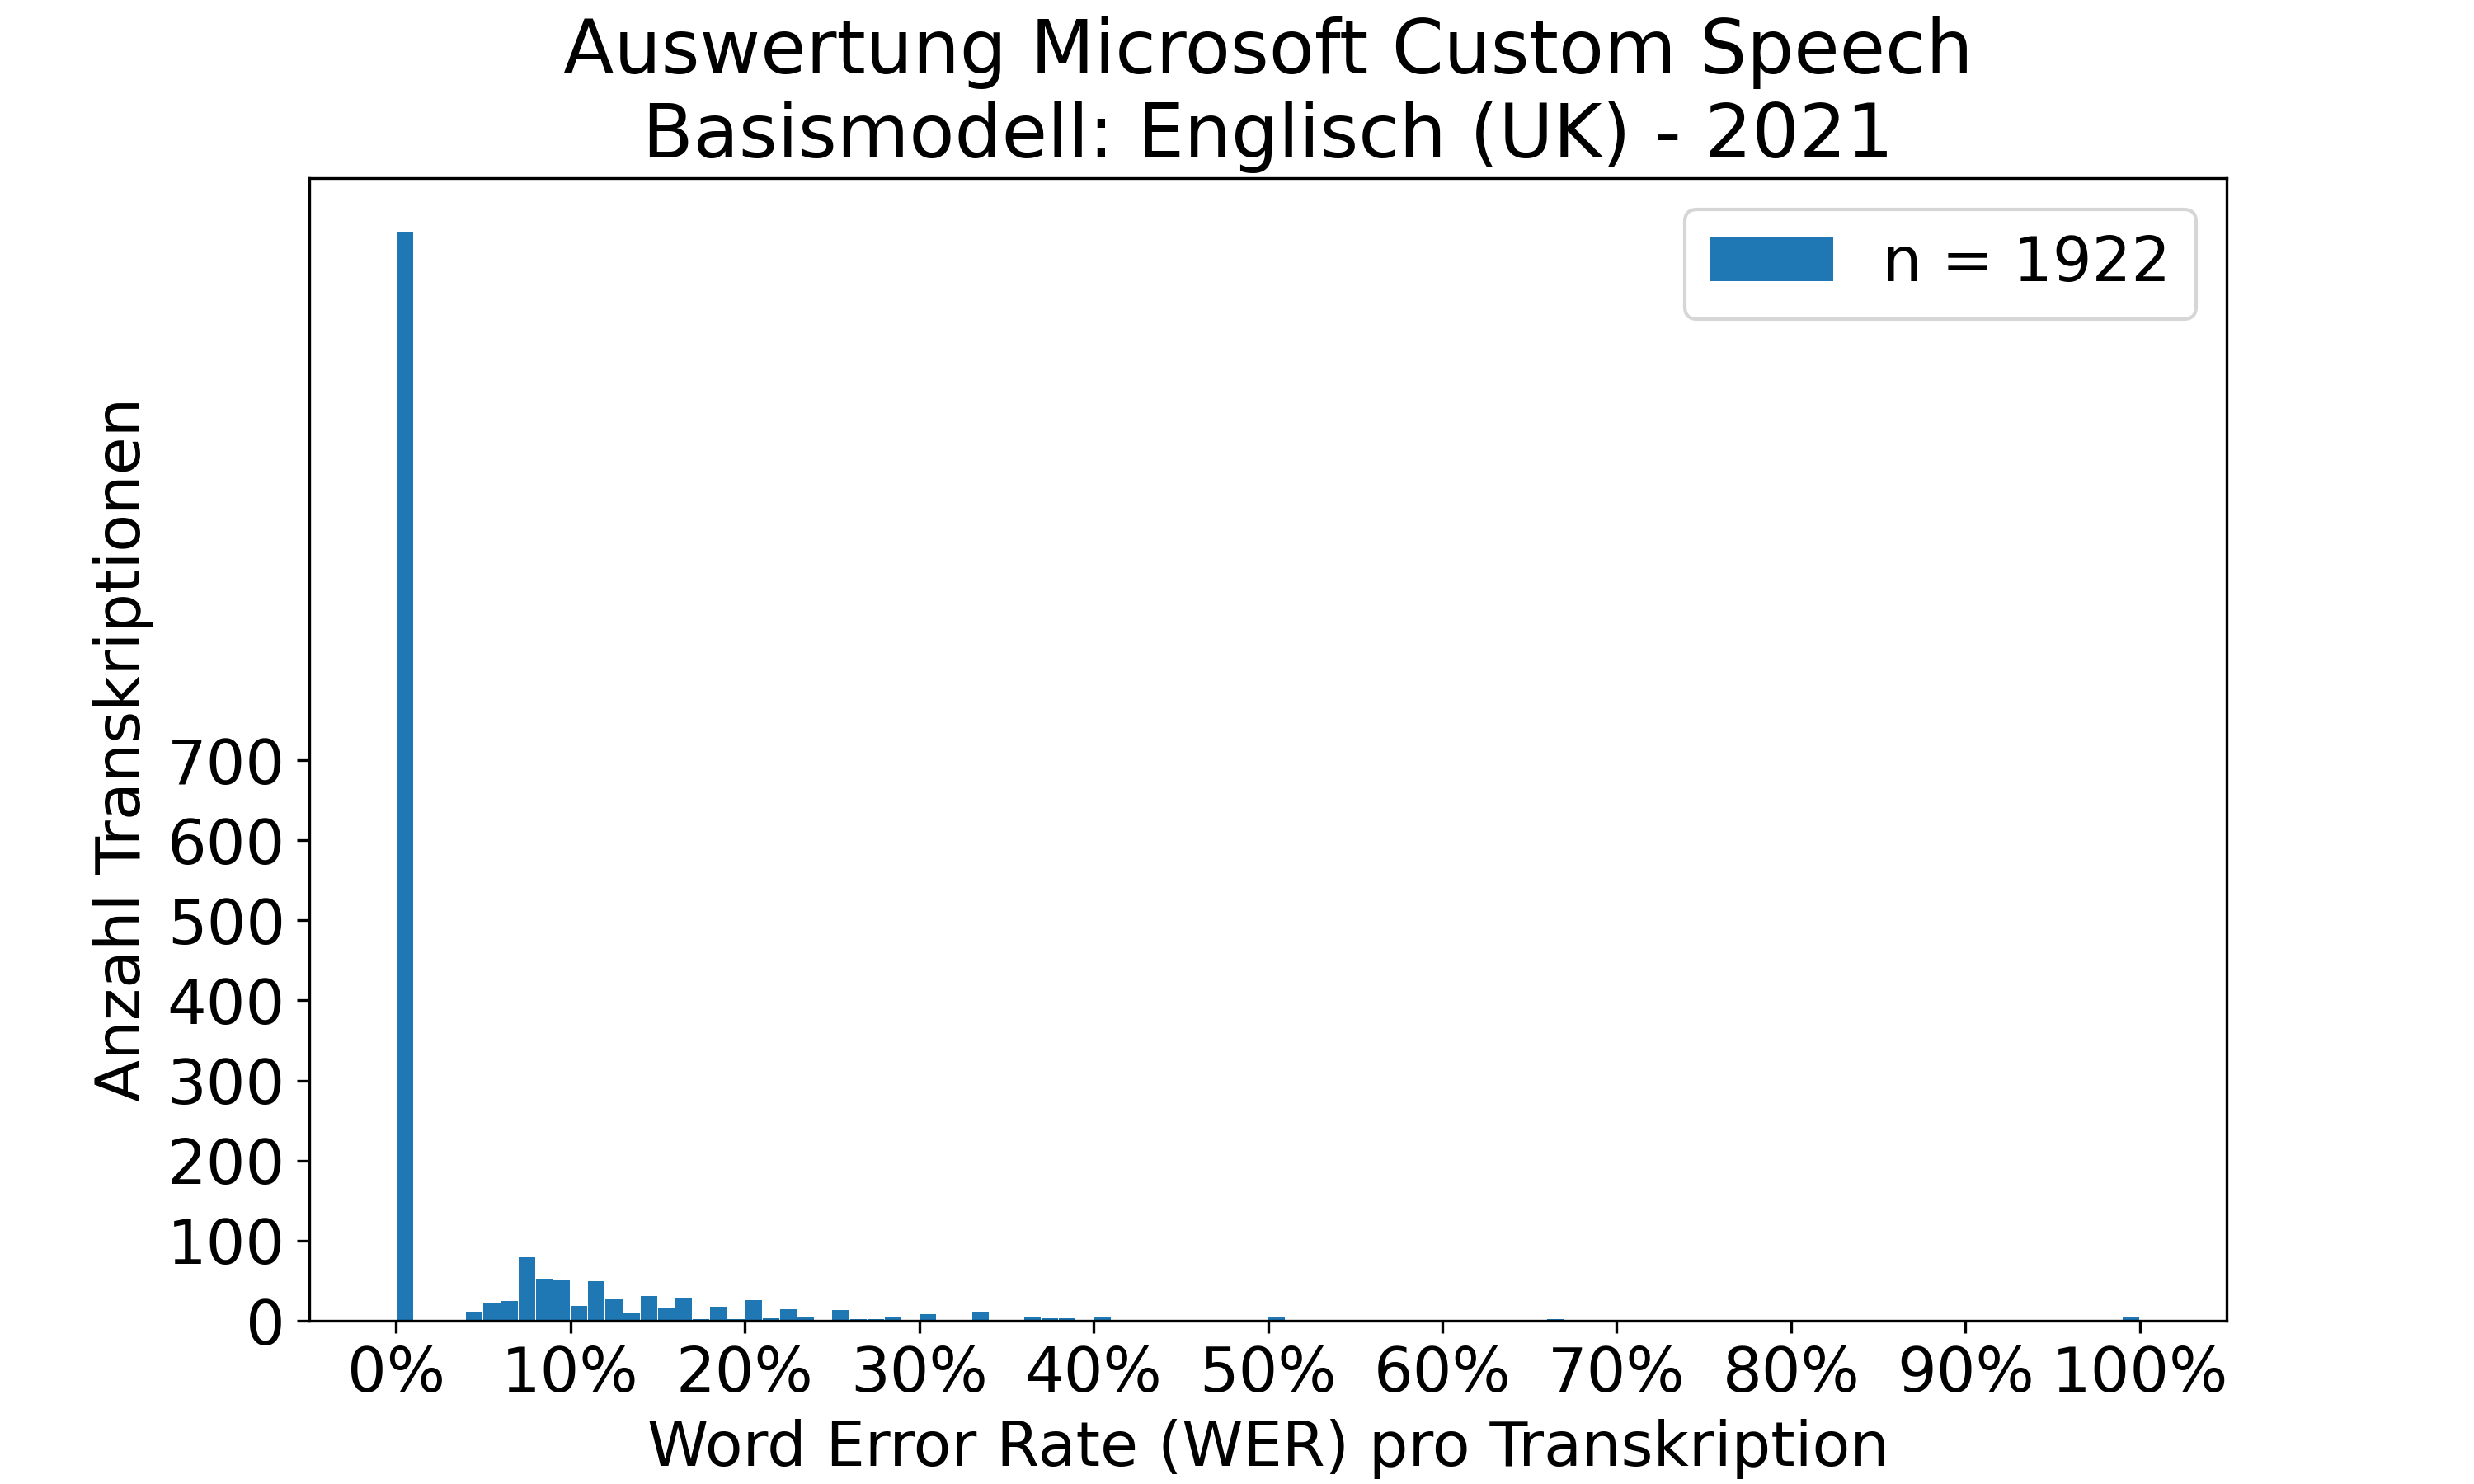 Auswertung Microsoft Custom Speech
Basismodell: Englisch (UK) - 2021
n = 1922
Anzahl Transkriptionen
700
600
500
400
300
200
100
0
0% 10% 20% 30% 40% 50% 60% 70% 80% 90% 100%
Word Error Rate (WER) pro Transkription